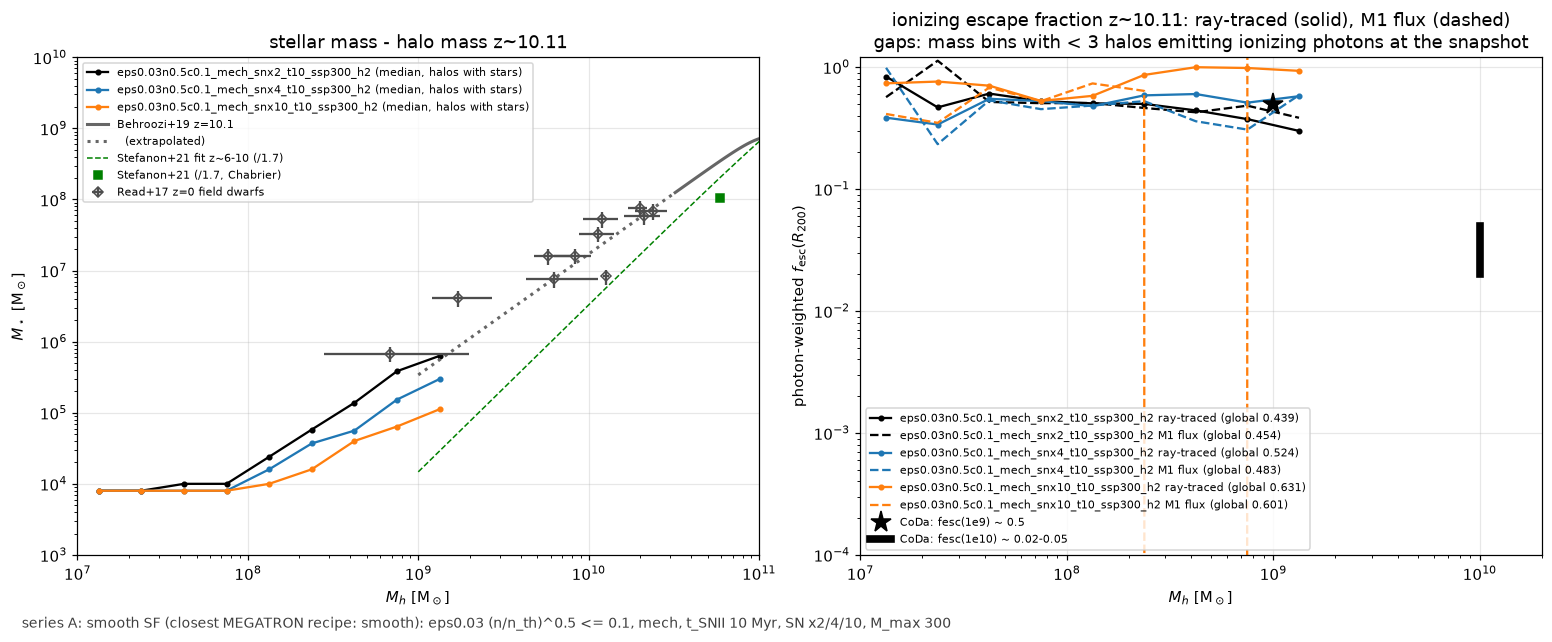 stellar mass - halo mass z~10.11
10^10
10^9
10^8
10^7
10^6
10^5
10^4
10^3
M⋆ [M⊙]
eps0.03n0.5c0.1_mech_snx2_t10_ssp300_h2 (median, halos with stars)
eps0.03n0.5c0.1_mech_snx4_t10_ssp300_h2 (median, halos with stars)
eps0.03n0.5c0.1_mech_snx10_t10_ssp300_h2 (median, halos with stars)
Behroozi+19 z=10.1
(extrapolated)
Stefanon+21 fit z~6-10 (/1.7)
Stefanon+21 (/1.7, Chabrier)
Read+17 z=0 field dwarfs
10^7 10^8 10^9 10^10 10^11
M_h [M⊙]
ionizing escape fraction z~10.11: ray-traced (solid), M1 flux (dashed)
gaps: mass bins with < 3 halos emitting ionizing photons at the snapshot
10^0
10^−1
10^−2
10^−3
10^−4
photon-weighted f_esc(R_200)
eps0.03n0.5c0.1_mech_snx2_t10_ssp300_h2 ray-traced (global 0.439)
eps0.03n0.5c0.1_mech_snx2_t10_ssp300_h2 M1 flux (global 0.454)
eps0.03n0.5c0.1_mech_snx4_t10_ssp300_h2 ray-traced (global 0.524)
eps0.03n0.5c0.1_mech_snx4_t10_ssp300_h2 M1 flux (global 0.483)
eps0.03n0.5c0.1_mech_snx10_t10_ssp300_h2 ray-traced (global 0.631)
eps0.03n0.5c0.1_mech_snx10_t10_ssp300_h2 M1 flux (global 0.601)
CoDa: fesc(1e9) ~ 0.5
CoDa: fesc(1e10) ~ 0.02-0.05
10^7 10^8 10^9 10^10
M_h [M⊙]
series A: smooth SF (closest MEGATRON recipe: smooth): eps0.03 (n/n_th)^0.5 <= 0.1, mech, t_SNII 10 Myr, SN x2/4/10, M_max 300